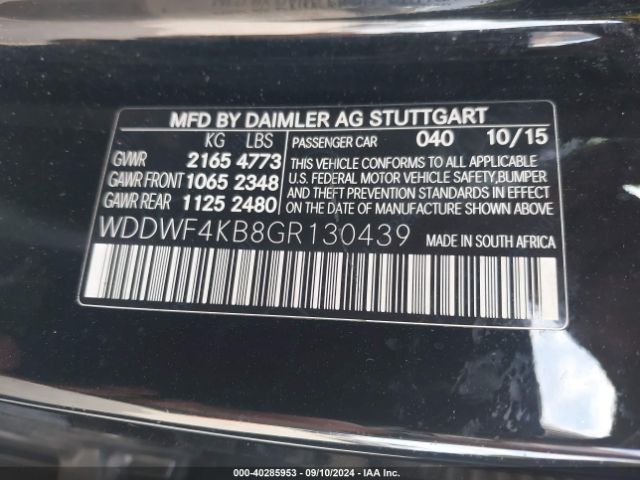 MFD BY DAIMLER AG STUTTGART
KG LBS
GVWR 2165 4773
GAWR FRONT 1065 2348
GAWR REAR 1125 2480
PASSENGER CAR 040 10/15
THIS VEHICLE CONFORMS TO ALL APPLICABLE
U.S. FEDERAL MOTOR VEHICLE SAFETY, BUMPER,
AND THEFT PREVENTION STANDARDS IN EFFECT
ON THE DATE OF MANUFACTURE SHOWN ABOVE
WDDWF4KB8GR130439 MADE IN SOUTH AFRICA
000-40285953 - 09/10/2024 - IAA Inc.